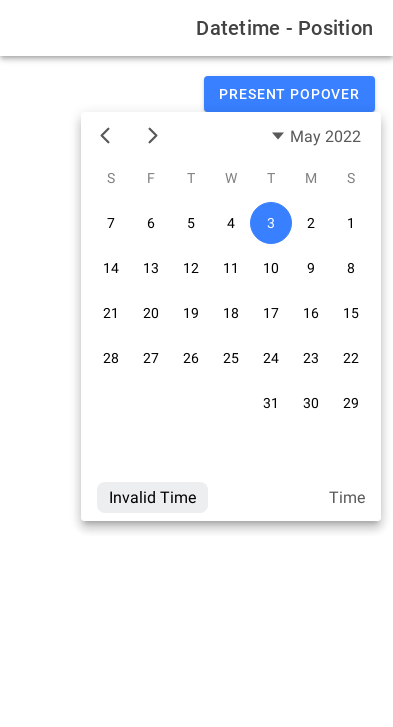 Datetime - Position
PRESENT POPOVER
May 2022
S F T W T M S
7 6 5 4 3 2 1
14 13 12 11 10 9 8
21 20 19 18 17 16 15
28 27 26 25 24 23 22
31 30 29
Invalid Time Time